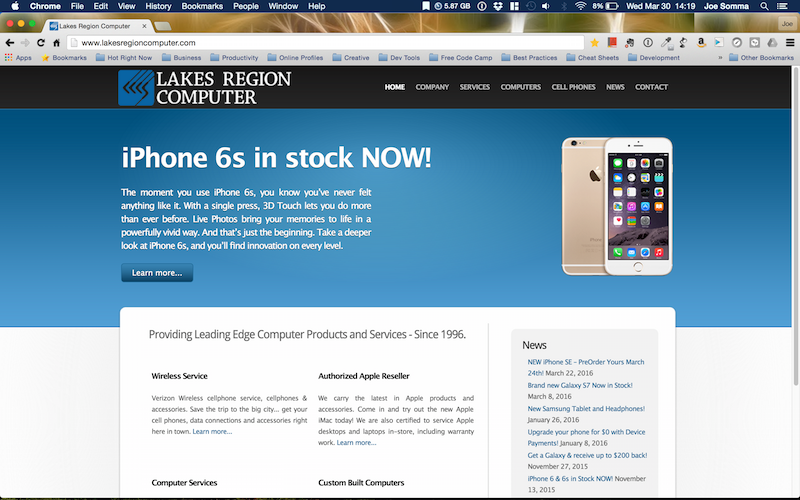 Chrome File Edit View History Bookmarks People Window Help 5.87 GB 8% Wed Mar 30 14:19 Joe Somma
Lakes Region Computer
Joe
www.lakesregioncomputer.com
Apps Bookmarks Hot Right Now Business Productivity Online Profiles Creative Dev Tools Free Code Camp Best Practices Cheat Sheets Development » Other Bookmarks
LAKES REGION
COMPUTER
HOME COMPANY SERVICES COMPUTERS CELL PHONES NEWS CONTACT
iPhone 6s in stock NOW!
The moment you use iPhone 6s, you know you've never felt
anything like it. With a single press, 3D Touch lets you do more
than ever before. Live Photos bring your memories to life in a
powerfully vivid way. And that's just the beginning. Take a deeper
look at iPhone 6s, and you'll find innovation on every level.
Learn more...
Providing Leading Edge Computer Products and Services - Since 1996.
Wireless Service
Verizon Wireless cellphone service, cellphones &
accessories. Save the trip to the big city... get your
cell phones, data connections and accessories right
here in town. Learn more...
Authorized Apple Reseller
We carry the latest in Apple products and
accessories. Come in and try out the new Apple
iMac today! We are also certified to service Apple
desktops and laptops in-store, including warranty
work. Learn more...
Computer Services
Custom Built Computers
News
NEW iPhone SE – PreOrder Yours March
24th! March 22, 2016
Brand new Galaxy S7 Now in Stock!
March 8, 2016
New Samsung Tablet and Headphones!
January 26, 2016
Upgrade your phone for $0 with Device
Payments! January 8, 2016
Get a Galaxy & receive up to $200 back!
November 27, 2015
iPhone 6 & 6s in Stock NOW! November
13, 2015